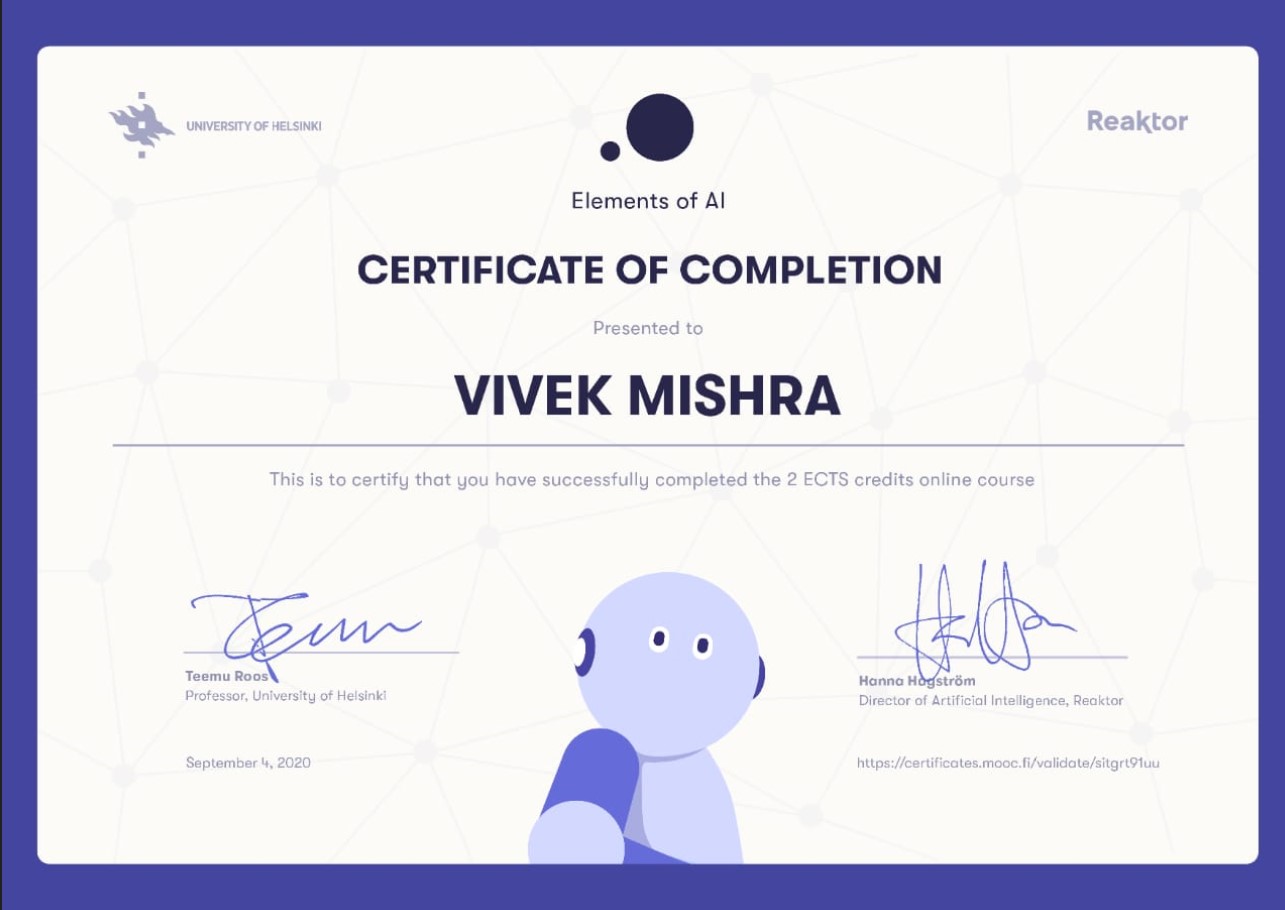 UNIVERSITY OF HELSINKI
Reaktor
Elements of AI
CERTIFICATE OF COMPLETION
Presented to
VIVEK MISHRA
This is to certify that you have successfully completed the 2 ECTS credits online course
Teemu Roos
Professor, University of Helsinki
September 4, 2020
Hanna Hagström
Director of Artificial Intelligence, Reaktor
https://certificates.mooc.fi/validate/sitgrt91uu